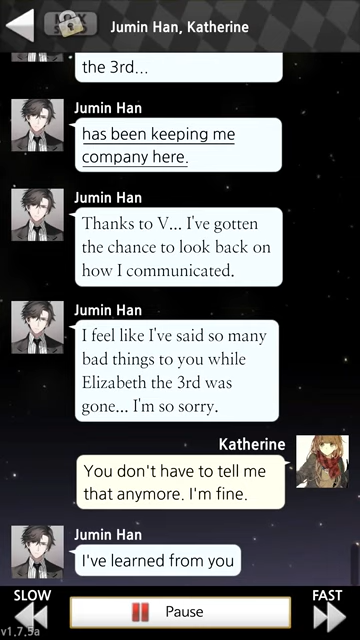 Jumin Han, Katherine
the 3rd...
Jumin Han
has been keeping me
company here.
Jumin Han
Thanks to V... I've gotten
the chance to look back on
how I communicated.
Jumin Han
I feel like I've said so many
bad things to you while
Elizabeth the 3rd was
gone... I'm so sorry.
Katherine
You don't have to tell me
that anymore. I'm fine.
Jumin Han
I've learned from you
SLOW
Pause
FAST
v1.7.5a